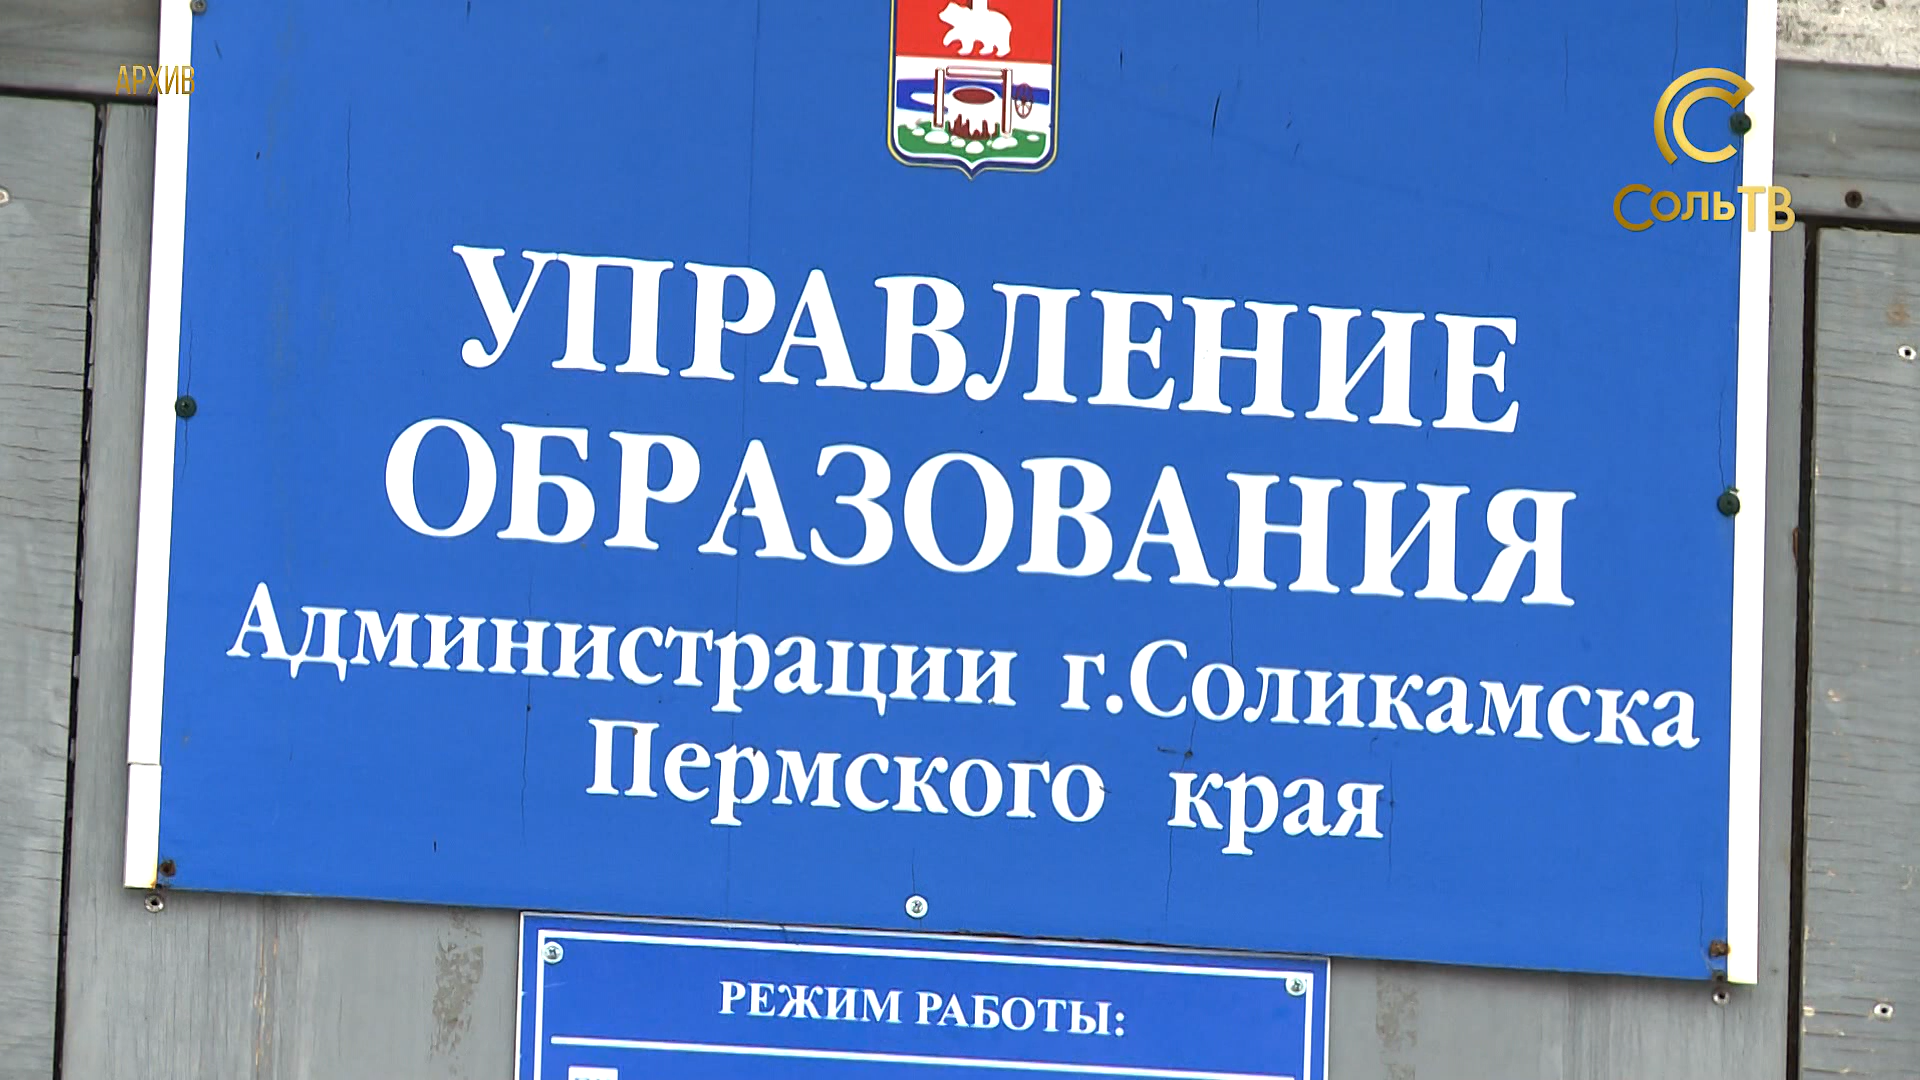 АРХИВ
СОЛЬТВ
УПРАВЛЕНИЕ
ОБРАЗОВАНИЯ
Администрации г.Соликамска
Пермского края
РЕЖИМ РАБОТЫ: